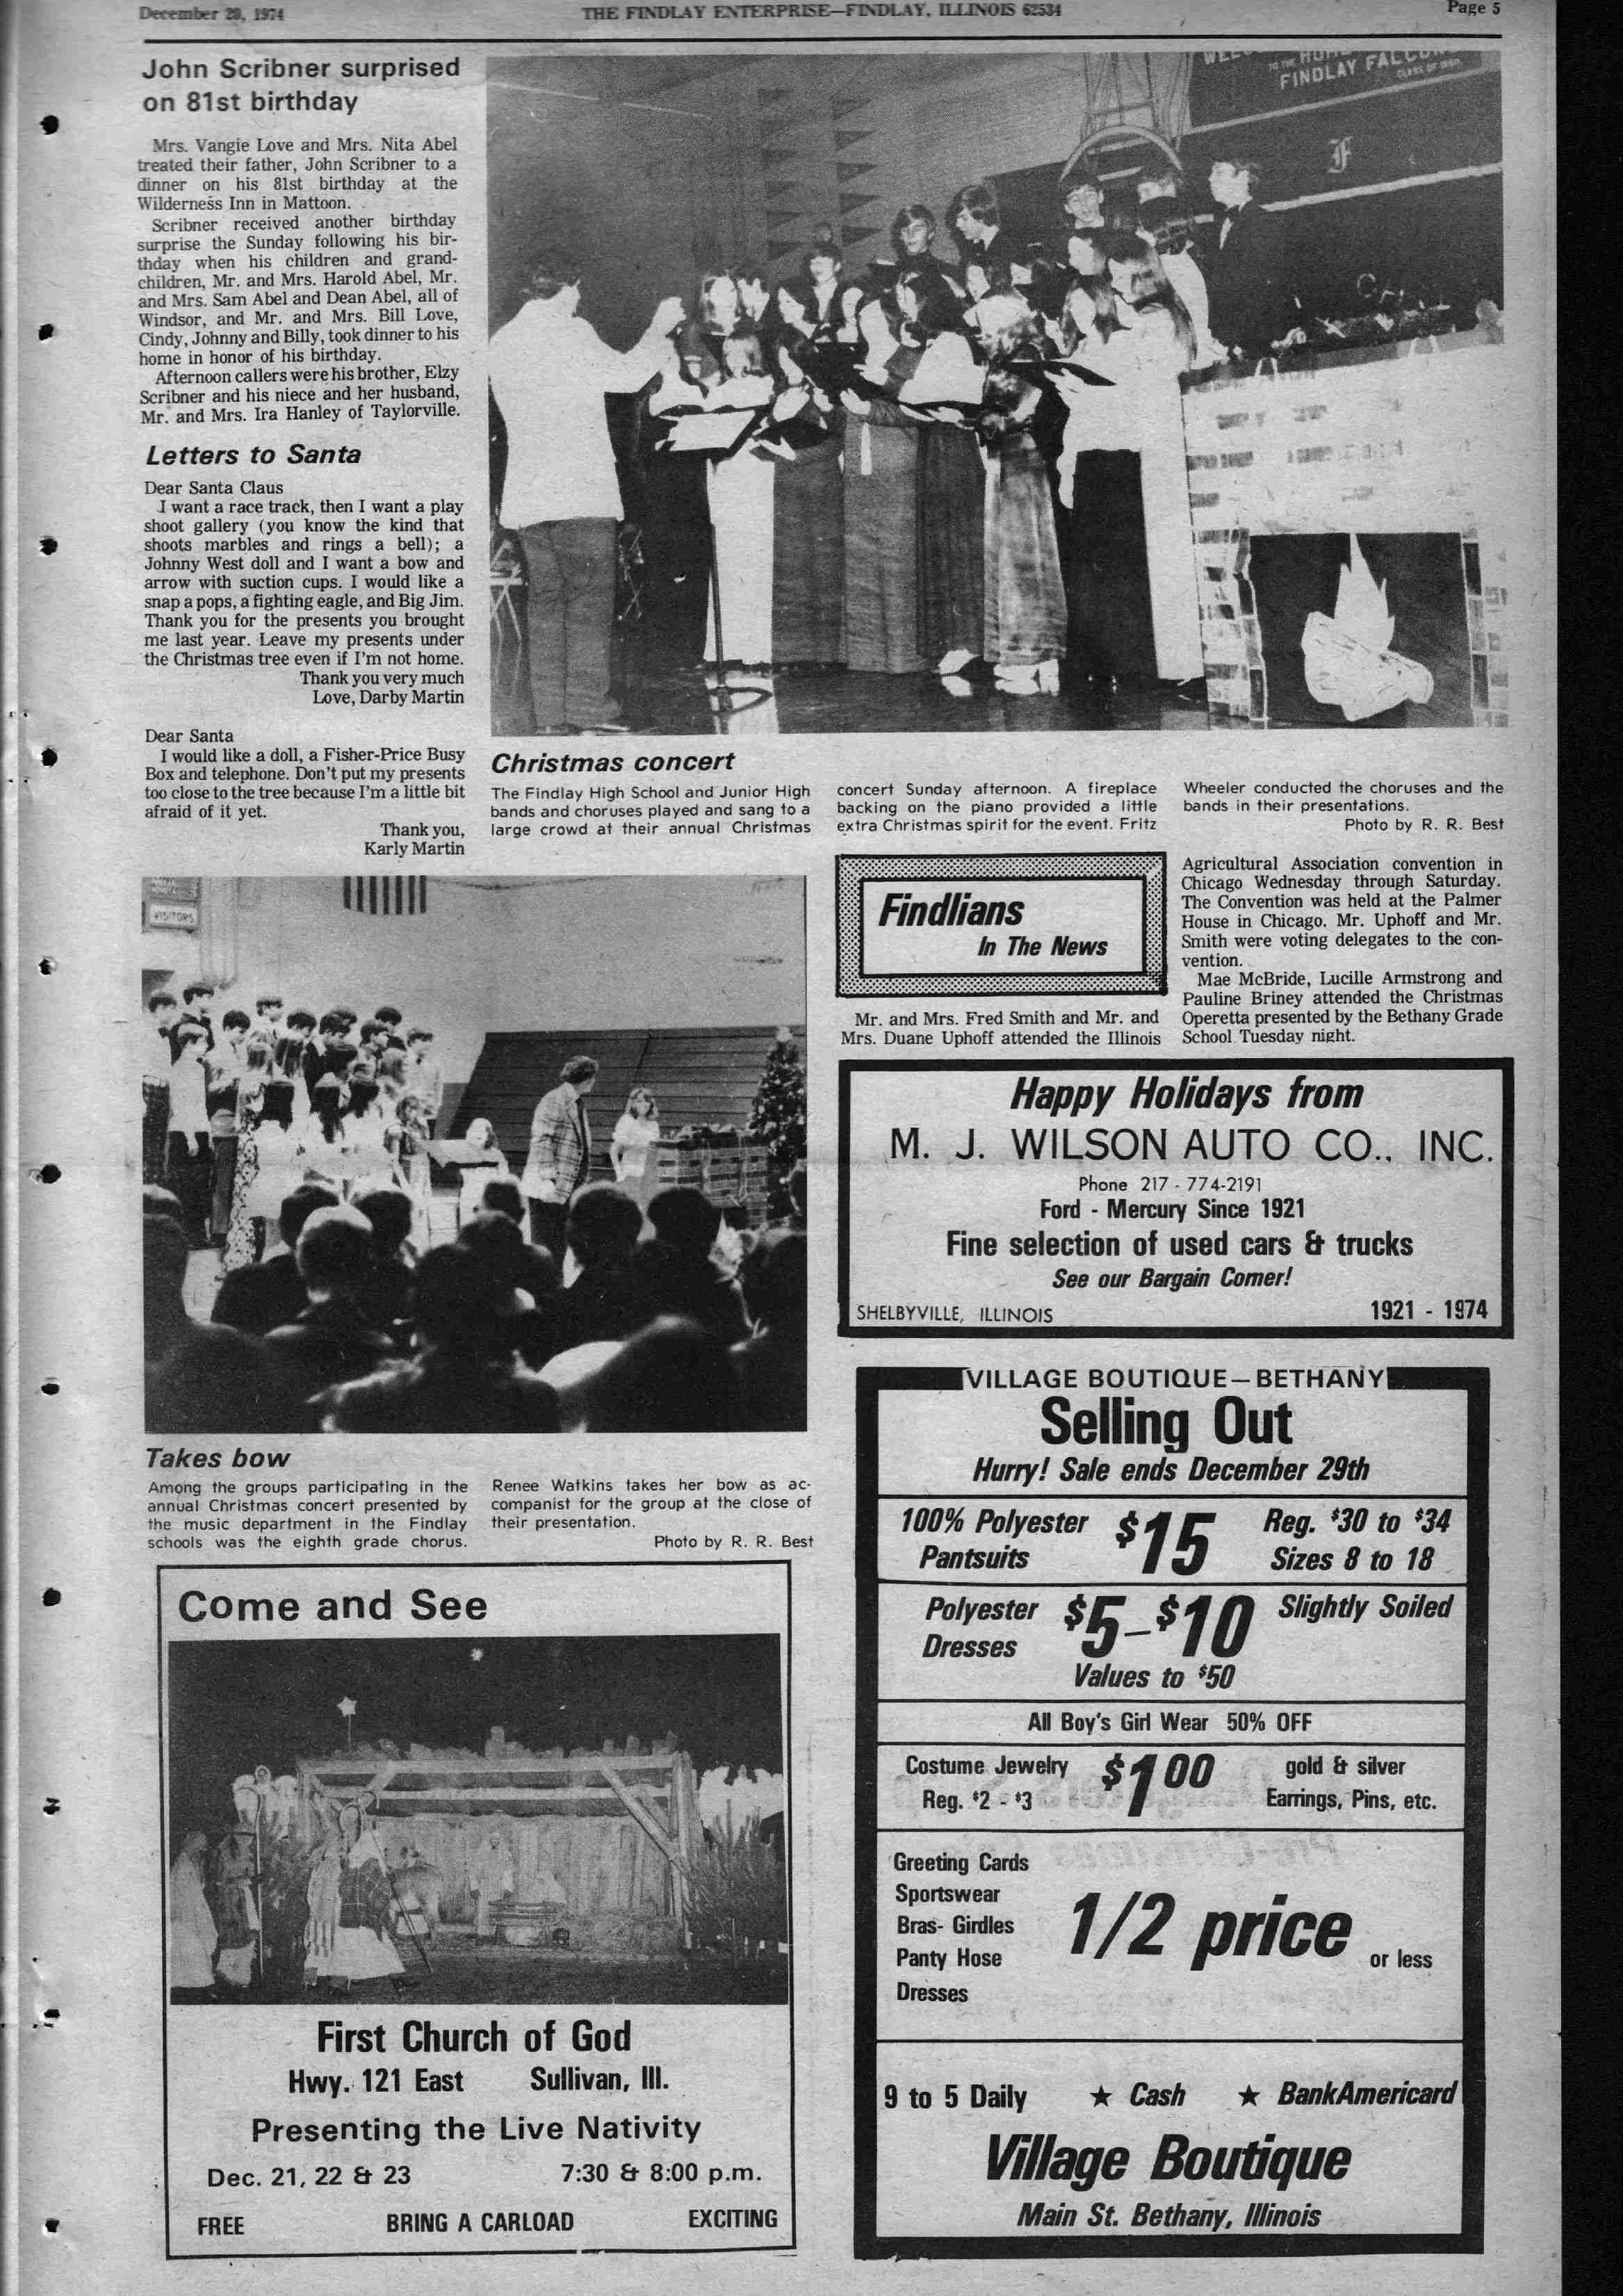 December 20, 1974
THE FINDLAY ENTERPRISE—FINDLAY, ILLINOIS 62534
Page 5
John Scribner surprised
on 81st birthday
Mrs. Vangie Love and Mrs. Nita Abel
treated their father, John Scribner to a
dinner on his 81st birthday at the
Wilderness Inn in Mattoon.
Scribner received another birthday
surprise the Sunday following his bir-
thday when his children and grand-
children, Mr. and Mrs. Harold Abel, Mr.
and Mrs. Sam Abel and Dean Abel, all of
Windsor, and Mr. and Mrs. Bill Love,
Cindy, Johnny and Billy, took dinner to his
home in honor of his birthday.
Afternoon callers were his brother, Elzy
Scribner and his niece and her husband,
Mr. and Mrs. Ira Hanley of Taylorville.
Letters to Santa
Dear Santa Claus
I want a race track, then I want a play
shoot gallery (you know the kind that
shoots marbles and rings a bell); a
Johnny West doll and I want a bow and
arrow with suction cups. I would like a
snap a pops, a fighting eagle, and Big Jim.
Thank you for the presents you brought
me last year. Leave my presents under
the Christmas tree even if I'm not home.
Thank you very much
Love, Darby Martin
Dear Santa
I would like a doll, a Fisher-Price Busy
Box and telephone. Don't put my presents
too close to the tree because I'm a little bit
afraid of it yet.
Thank you,
Karly Martin
TO THE
FINDLAY FALCONS
CLASS OF 1960
F
Christmas concert
The Findlay High School and Junior High
bands and choruses played and sang to a
large crowd at their annual Christmas
concert Sunday afternoon. A fireplace
backing on the piano provided a little
extra Christmas spirit for the event. Fritz
Wheeler conducted the choruses and the
bands in their presentations.
Photo by R. R. Best
VISITORS
Takes bow
Among the groups participating in the
annual Christmas concert presented by
the music department in the Findlay
schools was the eighth grade chorus.
Renee Watkins takes her bow as ac-
companist for the group at the close of
their presentation.
Photo by R. R. Best
Findlians
In The News
Mr. and Mrs. Fred Smith and Mr. and
Mrs. Duane Uphoff attended the Illinois
Agricultural Association convention in
Chicago Wednesday through Saturday.
The Convention was held at the Palmer
House in Chicago. Mr. Uphoff and Mr.
Smith were voting delegates to the con-
vention.
Mae McBride, Lucille Armstrong and
Pauline Briney attended the Christmas
Operetta presented by the Bethany Grade
School Tuesday night.
Happy Holidays from
M. J. WILSON AUTO CO., INC.
Phone 217 - 774-2191
Ford - Mercury Since 1921
Fine selection of used cars & trucks
See our Bargain Corner!
SHELBYVILLE, ILLINOIS
1921 - 1974
Come and See
First Church of God
Hwy. 121 East Sullivan, Ill.
Presenting the Live Nativity
Dec. 21, 22 & 23 7:30 & 8:00 p.m.
FREE BRING A CARLOAD EXCITING
VILLAGE BOUTIQUE—BETHANY
Selling Out
Hurry! Sale ends December 29th
100% Polyester
Pantsuits
$15
Reg. $30 to $34
Sizes 8 to 18
Polyester
Dresses
$5—$10
Slightly Soiled
Values to $50
All Boy's Girl Wear 50% OFF
Costume Jewelry
Reg. $2 - $3
$1 00
gold & silver
Earrings, Pins, etc.
Greeting Cards
Sportswear
Bras- Girdles
Panty Hose
Dresses
1/2 price
or less
9 to 5 Daily ★ Cash ★ BankAmericard
Village Boutique
Main St. Bethany, Illinois